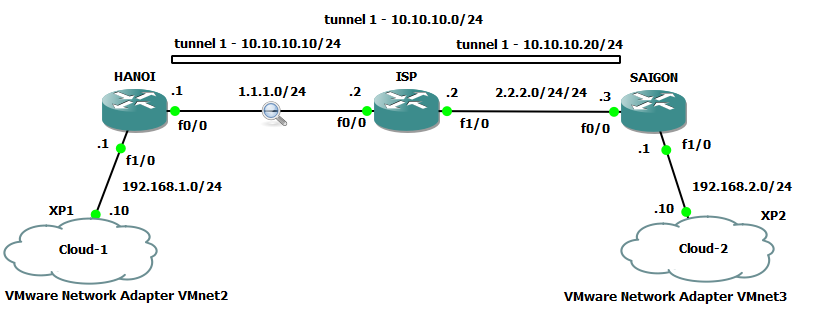 tunnel 1 - 10.10.10.0/24
tunnel 1 - 10.10.10.10/24
tunnel 1 - 10.10.10.20/24
HANOI
ISP
SAIGON
.1
1.1.1.0/24
.2
.2
2.2.2.0/24/24
.3
f0/0
f0/0
f1/0
f0/0
.1
f1/0
.1
f1/0
192.168.1.0/24
192.168.2.0/24
XP1
.10
.10
XP2
Cloud-1
Cloud-2
VMware Network Adapter VMnet2
VMware Network Adapter VMnet3